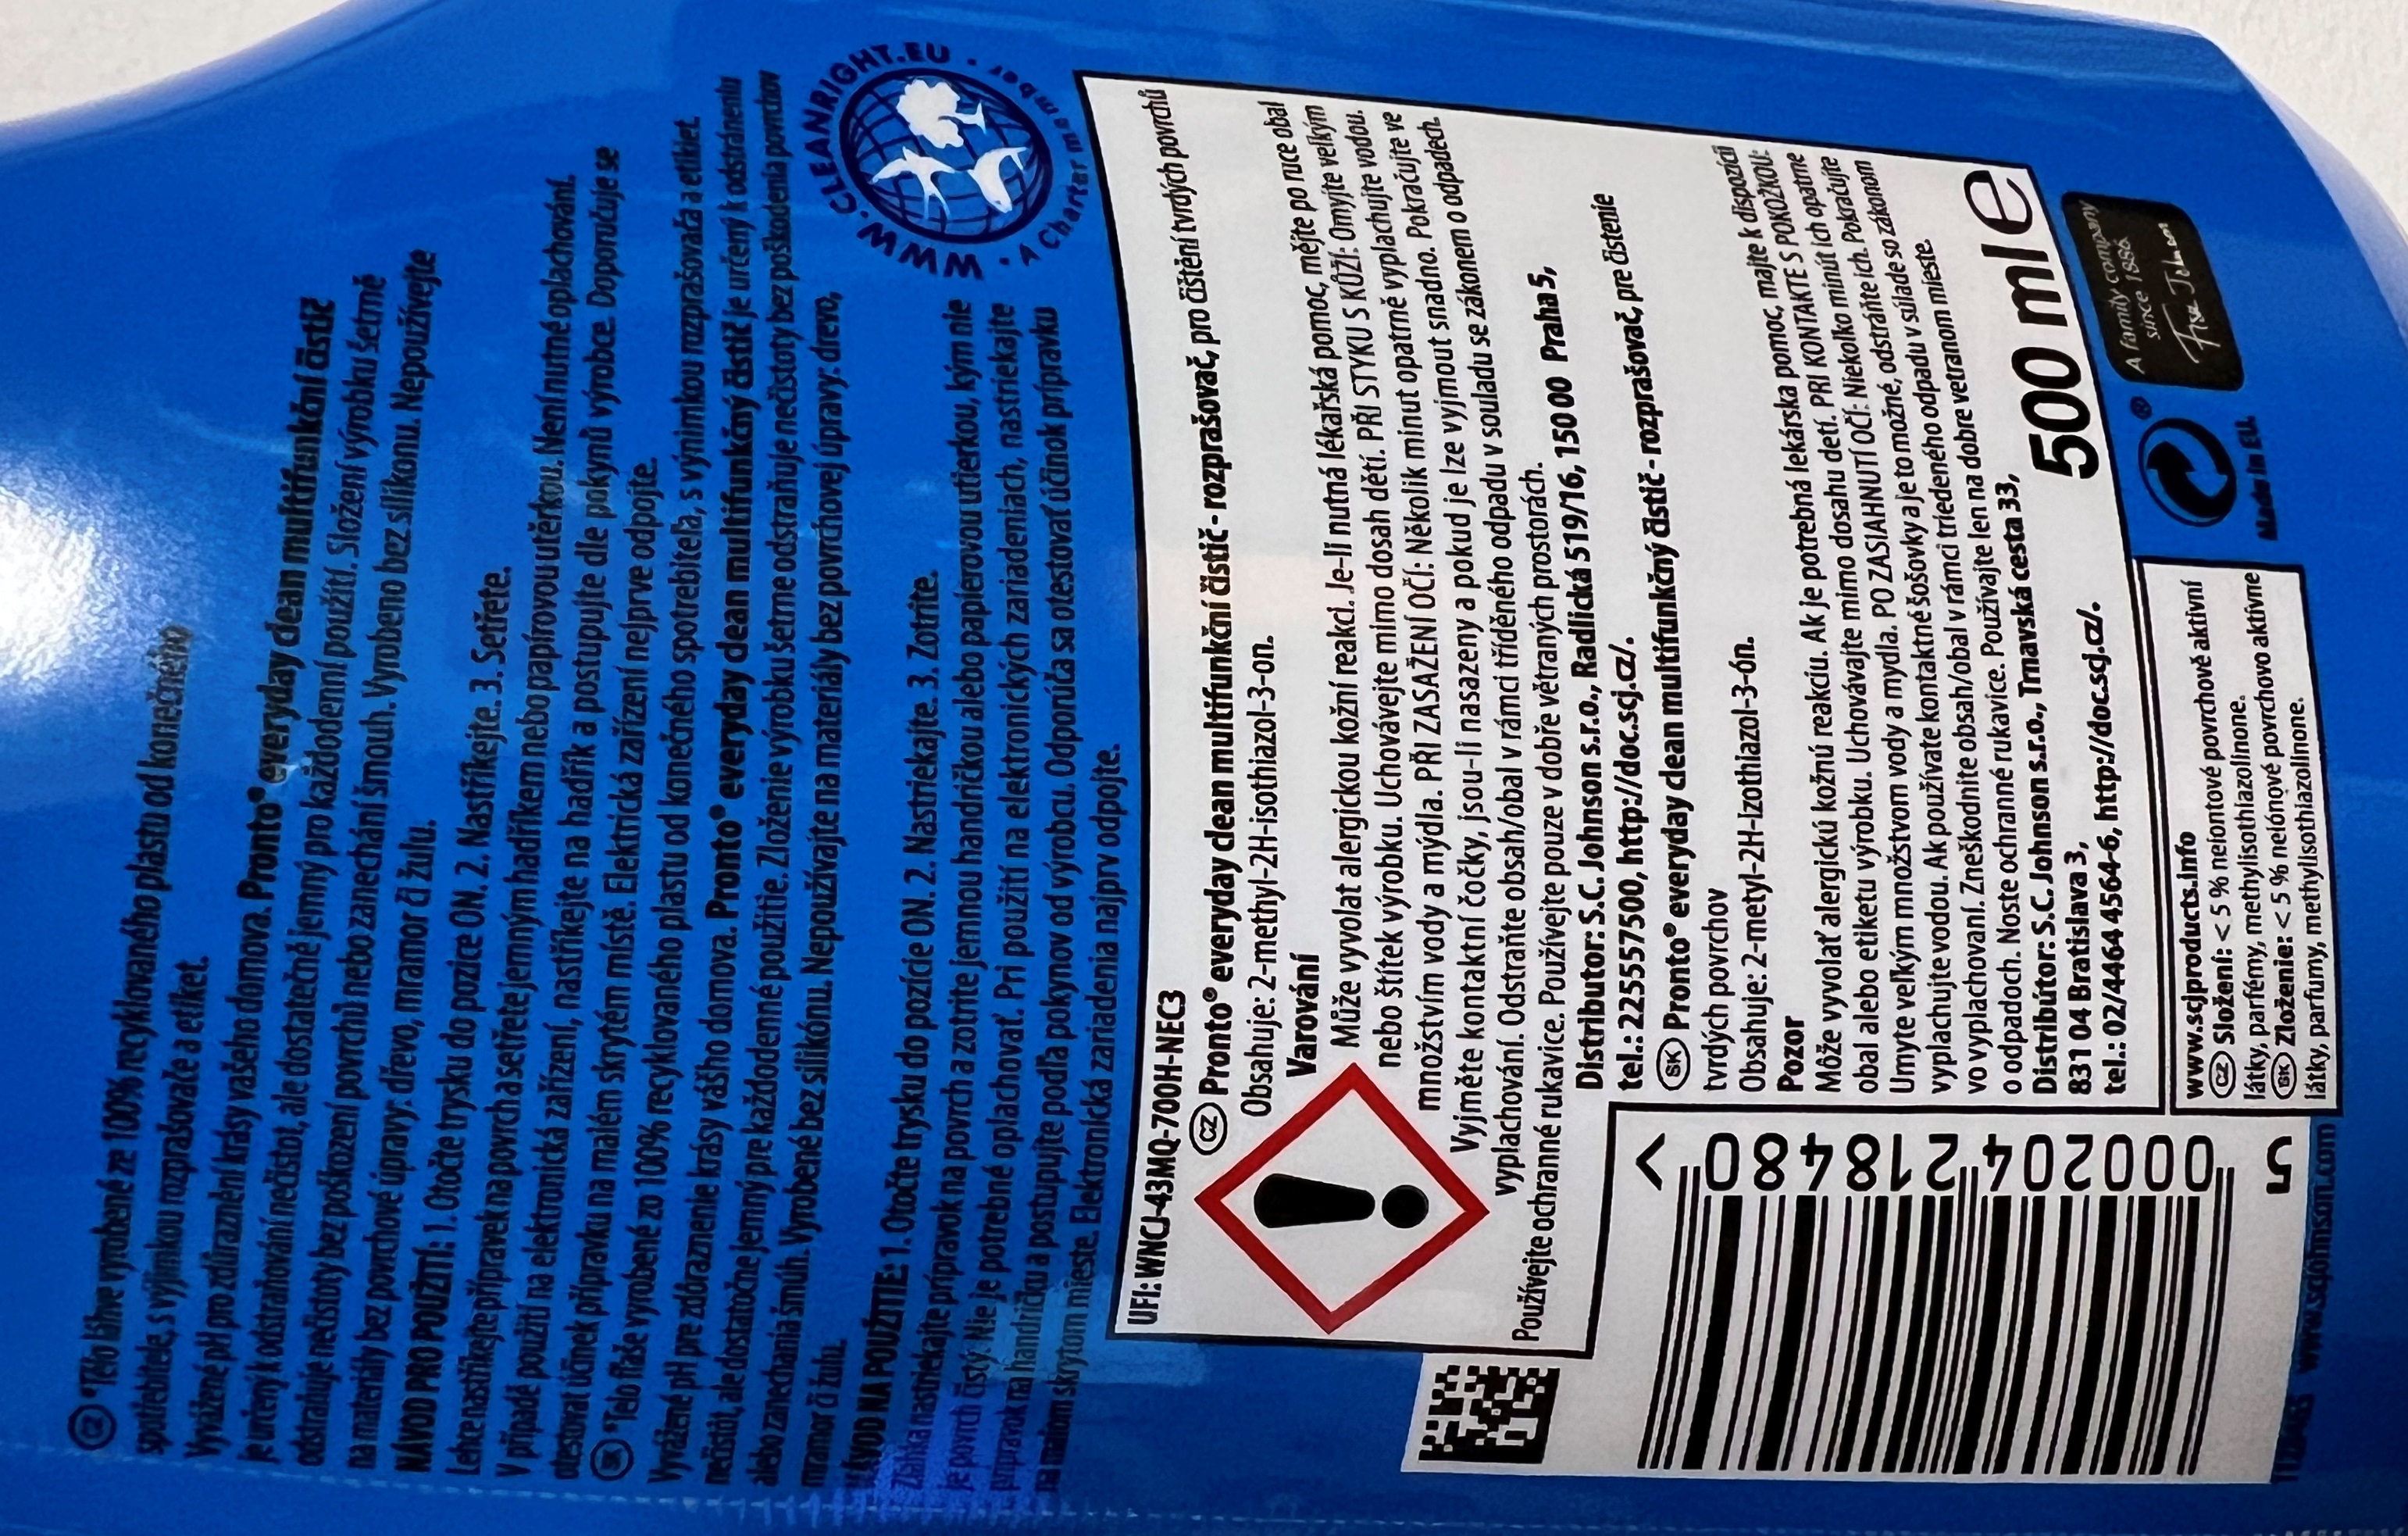 CZ *Tělo láhve vyrobené ze 100% recyklovaného plastu od konečného
spotřebitele, s výjimkou rozprašovače a etiket.
Vyvážené pH pro zdůraznění krásy vašeho domova. Pronto® everyday clean multifunkční čistič
je určený k odstraňování nečistot, ale dostatečně jemný pro každodenní použití. Složení výrobku šetrně
odstraňuje nečistoty bez poškození povrchů nebo zanechání šmouh. Vyrobeno bez silikonu. Nepoužívejte
na materiály bez povrchové úpravy: dřevo, mramor či žulu.
NÁVOD PRO POUŽITÍ: 1. Otočte trysku do pozice ON. 2. Nastříkejte. 3. Setřete.
Lehce nastříkejte přípravek na povrch a setřete jemným hadříkem nebo papírovou utěrkou. Není nutné oplachování.
V případě použití na elektronická zařízení, nastříkejte na hadřík a postupujte dle pokynů výrobce. Doporučuje se
otestovat účinek přípravku na malém skrytém místě. Elektrická zařízení nejprve odpojte.
SK *Telo fľaše vyrobené zo 100% recyklovaného plastu od konečného spotrebiteľa, s výnimkou rozprašovača a etikiet.
Vyvážené pH pre zdôraznenie krásy vášho domova. Pronto® everyday clean multifunkčný čistič je určený k odstráneniu
nečistôt, ale dostatočne jemný pre každodenné použitie. Zloženie výrobku šetrne odstraňuje nečistoty bez poškodenia povrchov
alebo zanechania šmúh. Vyrobené bez silikónu. Nepoužívajte na materiály bez povrchovej úpravy: drevo,
mramor či žulu.
NÁVOD NA POUŽITIE: 1. Otočte trysku do pozície ON. 2. Nastriekajte. 3. Zotrite.
Zľahka nastriekajte prípravok na povrch a zotrite jemnou handričkou alebo papierovou utierkou, kým nie
je povrch čistý. Nie je potrebné oplachovať. Pri použití na elektronických zariadeniach, nastriekajte
prípravok na handričku a postupujte podľa pokynov od výrobcu. Odporúča sa otestovať účinok prípravku
na malom skrytom mieste. Elektronická zariadenia najprv odpojte.
WWW.CLEANRIGHT.EU
• A Charter member
UFI: WNCJ-43MQ-700H-NEC3
CZ Pronto® everyday clean multifunkční čistič - rozprašovač, pro čištění tvrdých povrchů
Obsahuje: 2-methyl-2H-isothiazol-3-on.
Varování
Může vyvolat alergickou kožní reakci. Je-li nutná lékařská pomoc, mějte po ruce obal
nebo štítek výrobku. Uchovávejte mimo dosah dětí. PŘI STYKU S KŮŽÍ: Omyjte velkým
množstvím vody a mýdla. PŘI ZASAŽENÍ OČÍ: Několik minut opatrně vyplachujte vodou.
Vyjměte kontaktní čočky, jsou-li nasazeny a pokud je lze vyjmout snadno. Pokračujte ve
vyplachování. Odstraňte obsah/obal v rámci tříděného odpadu v souladu se zákonem o odpadech.
Používejte ochranné rukavice. Používejte pouze v dobře větraných prostorách.
Distributor: S.C. Johnson s.r.o., Radlická 519/16, 150 00 Praha 5,
tel.: 225557500, http://doc.scj.cz/.
SK Pronto® everyday clean multifunkčný čistič - rozprašovač, pre čistenie
tvrdých povrchov
Obsahuje: 2-metyl-2H-izothiazol-3-ón.
Pozor
Môže vyvolať alergickú kožnú reakciu. Ak je potrebná lekárska pomoc, majte k dispozícii
obal alebo etiketu výrobku. Uchovávajte mimo dosahu detí. PRI KONTAKTE S POKOŽKOU:
Umyte veľkým množstvom vody a mydla. PO ZASIAHNUTÍ OČÍ: Niekoľko minút ich opatrne
vyplachujte vodou. Ak používate kontaktné šošovky a je to možné, odstráňte ich. Pokračujte
vo vyplachovaní. Zneškodnite obsah/obal v rámci triedeného odpadu v súlade so zákonom
o odpadoch. Noste ochranné rukavice. Používajte len na dobre vetranom mieste.
Distribútor: S.C. Johnson s.r.o., Trnavská cesta 33,
831 04 Bratislava 3,
tel.: 02/4464 4564-6, http://doc.scj.cz/.
500 ml e
www.scjproducts.info
CZ Složení: < 5 % neiontové povrchově aktivní
látky, parfémy, methylisothiazolinone.
SK Zloženie: < 5 % neiónové povrchovo aktívne
látky, parfumy, methylisothiazolinone.
5 000204 218480 >
A family company
since 1886
Fisk Johnson
®
Made in EU.
www.scjohnson.com